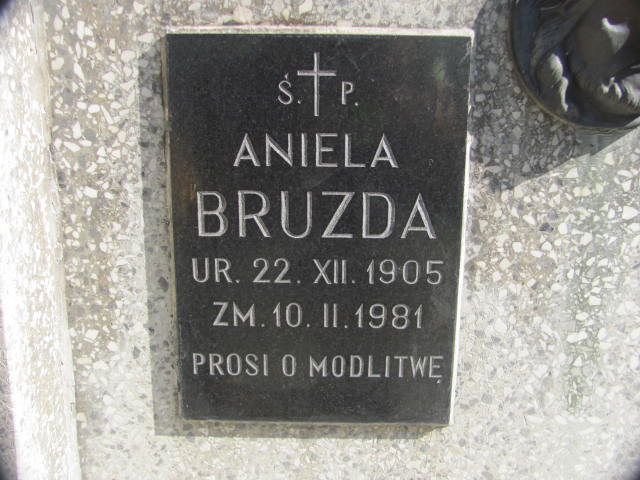 Ś. P.
ANIELA
BRUZDA
UR. 22. XII. 1905
ZM. 10. II. 1981
PROSI O MODLITWĘ